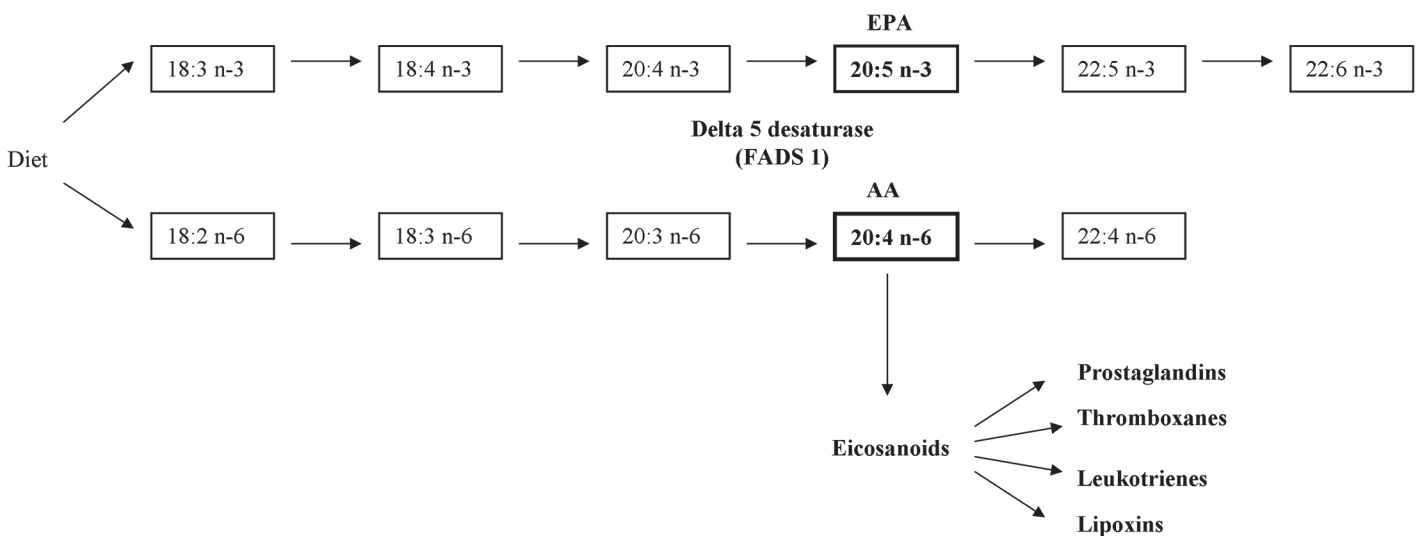 EPA
18:3 n-3
18:4 n-3
20:4 n-3
20:5 n-3
22:5 n-3
22:6 n-3
Delta 5 desaturase
(FADS 1)
Diet
AA
18:2 n-6
18:3 n-6
20:3 n-6
20:4 n-6
22:4 n-6
Prostaglandins
Thromboxanes
Eicosanoids
Leukotrienes
Lipoxins